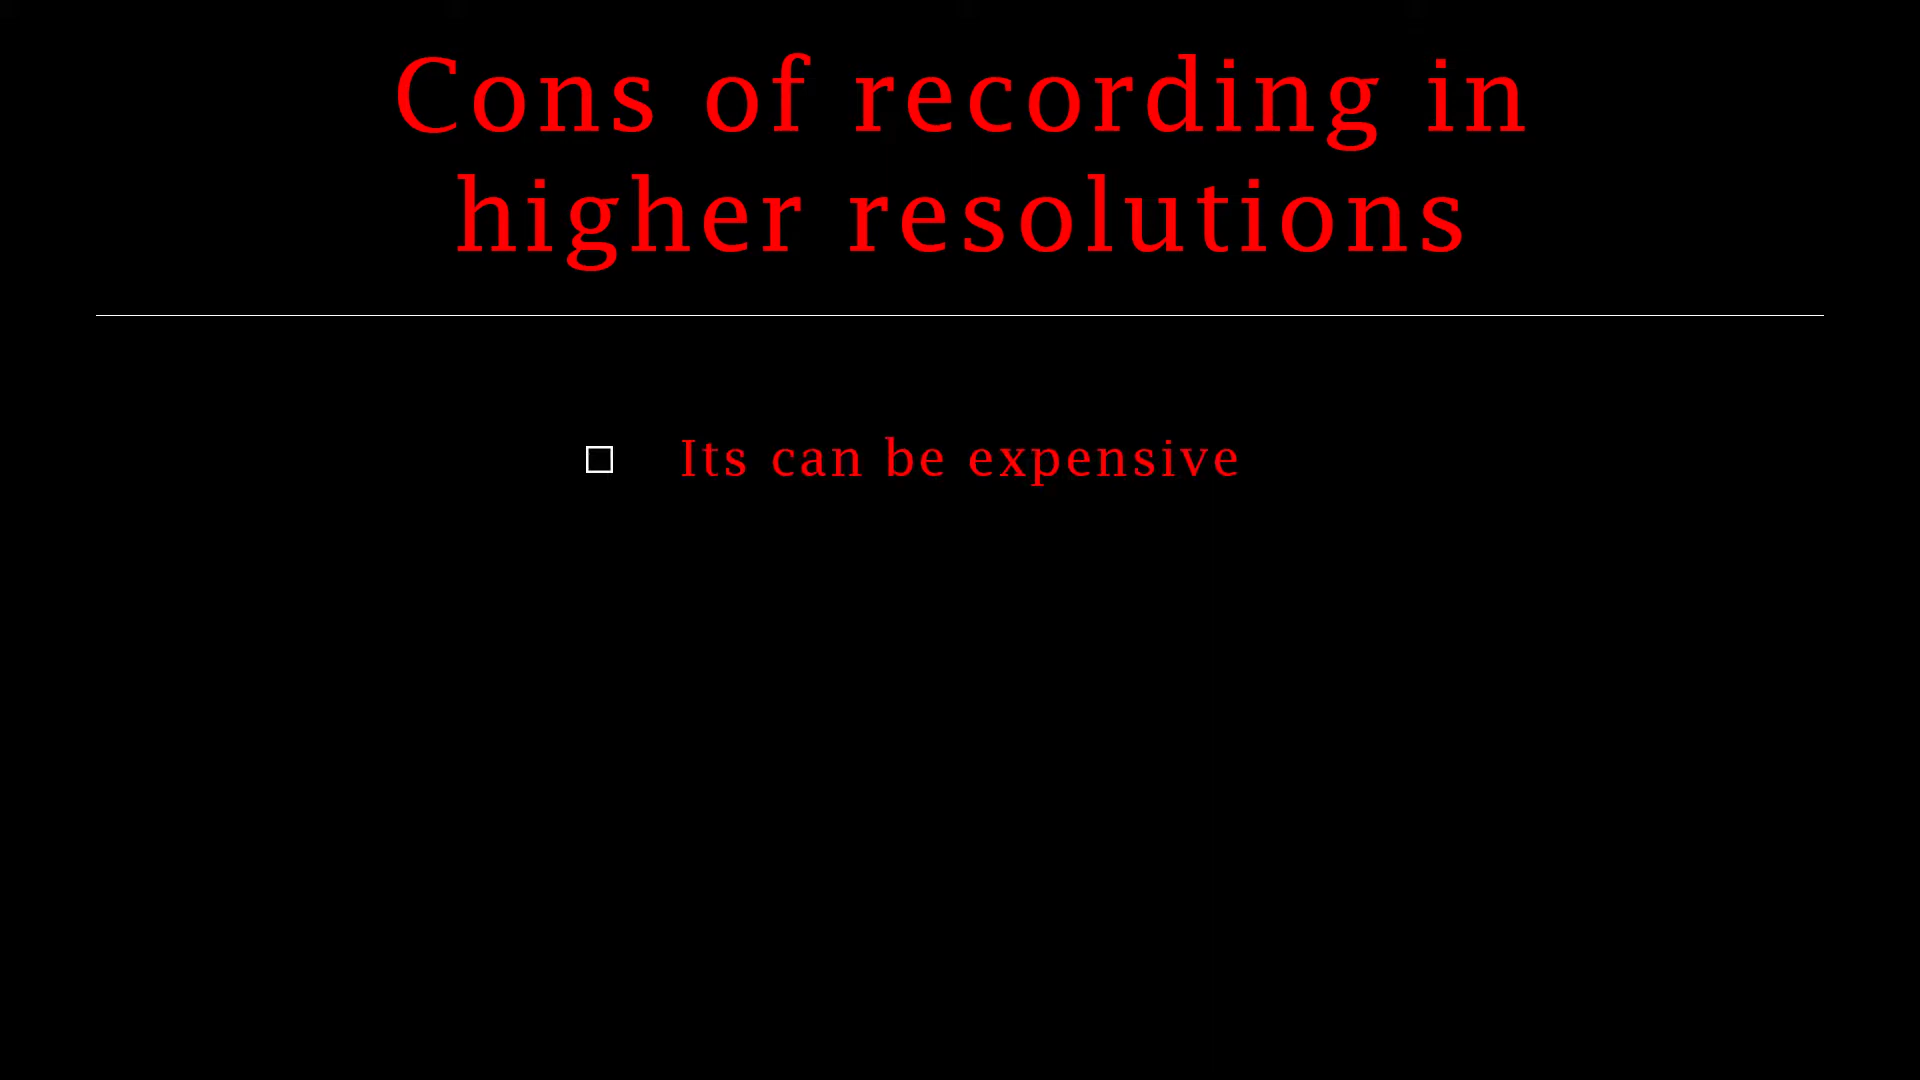 Cons of recording in
higher resolutions
Its can be expensive